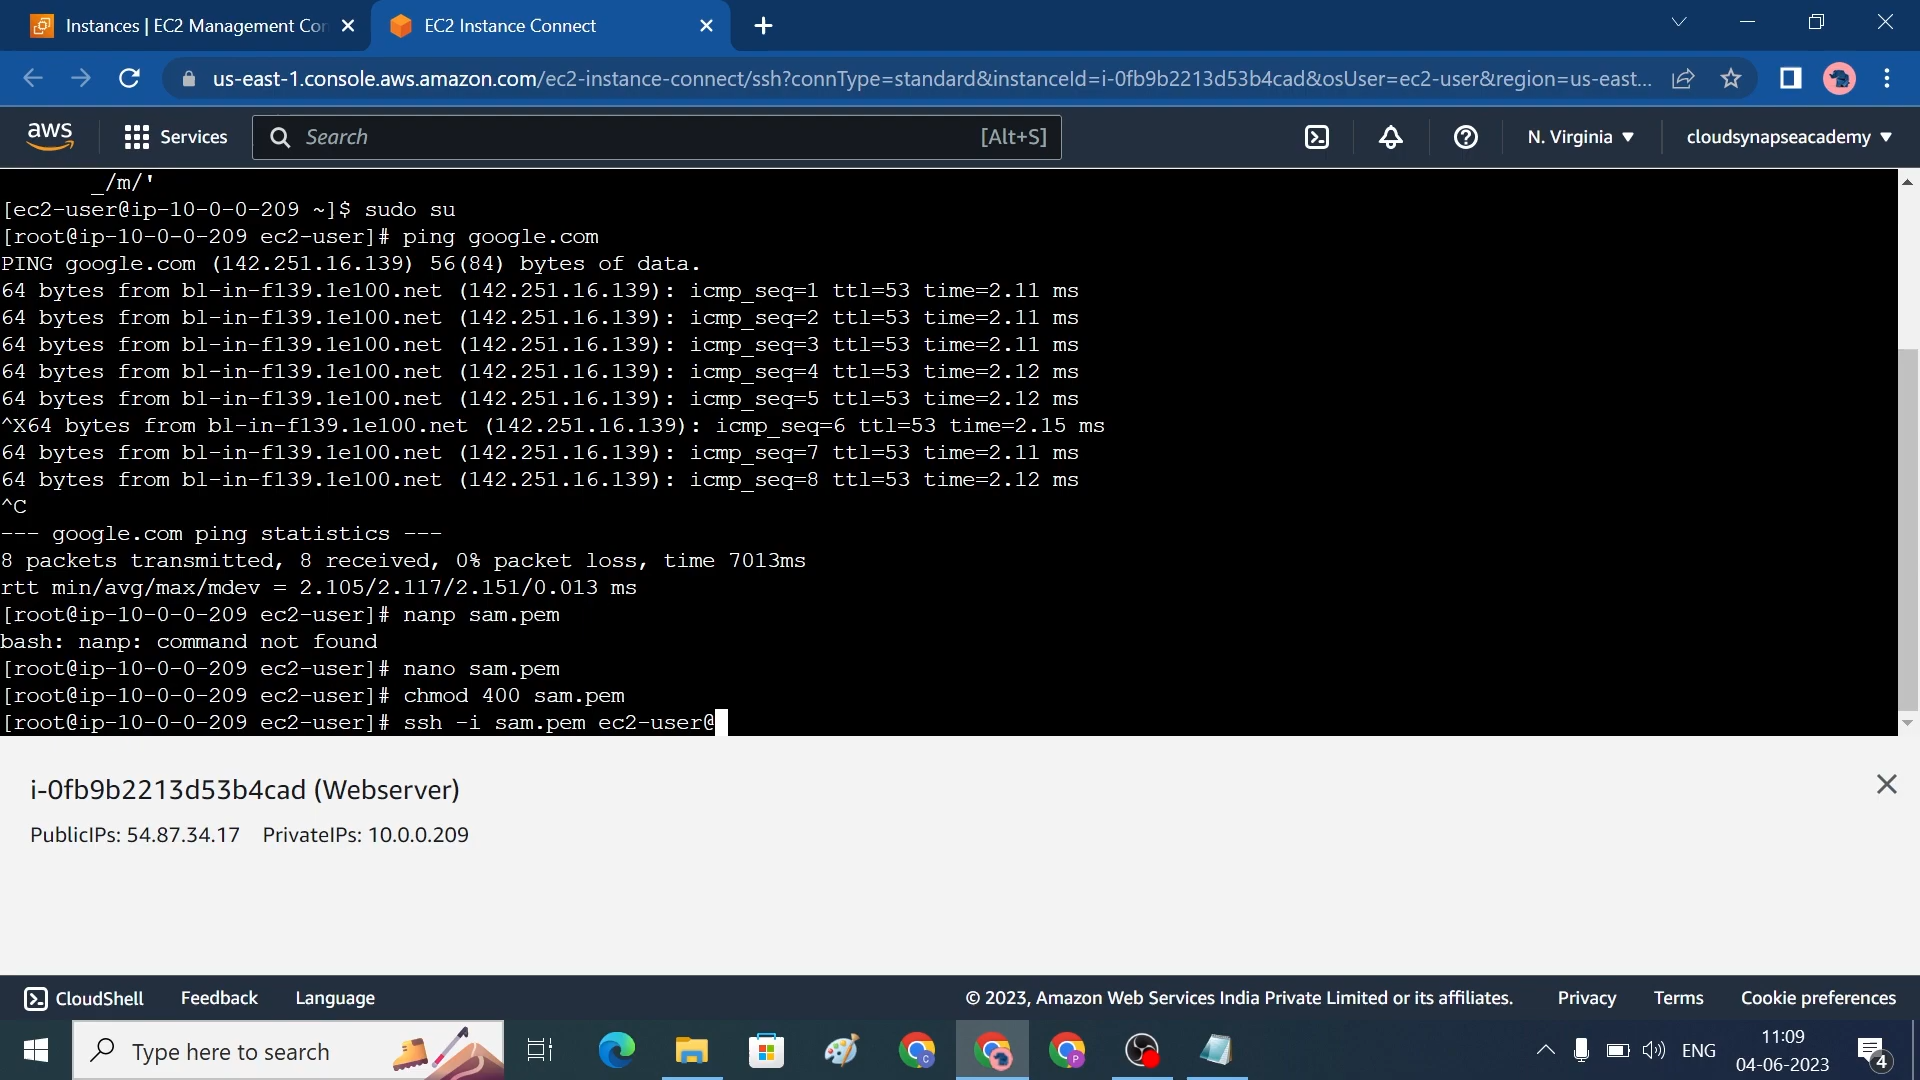 Instances | EC2 Management Con
EC2 Instance Connect
us-east-1.console.aws.amazon.com/ec2-instance-connect/ssh?connType=standard&instanceId=i-0fb9b2213d53b4cad&osUser=ec2-user&region=us-east...
aws
Services
Search
[Alt+S]
N. Virginia
cloudsynapseacademy
_/m/'
[ec2-user@ip-10-0-0-209 ~]$ sudo su
[root@ip-10-0-0-209 ec2-user]# ping google.com
PING google.com (142.251.16.139) 56(84) bytes of data.
64 bytes from bl-in-f139.1e100.net (142.251.16.139): icmp_seq=1 ttl=53 time=2.11 ms
64 bytes from bl-in-f139.1e100.net (142.251.16.139): icmp_seq=2 ttl=53 time=2.11 ms
64 bytes from bl-in-f139.1e100.net (142.251.16.139): icmp_seq=3 ttl=53 time=2.11 ms
64 bytes from bl-in-f139.1e100.net (142.251.16.139): icmp_seq=4 ttl=53 time=2.12 ms
64 bytes from bl-in-f139.1e100.net (142.251.16.139): icmp_seq=5 ttl=53 time=2.12 ms
^X64 bytes from bl-in-f139.1e100.net (142.251.16.139): icmp_seq=6 ttl=53 time=2.15 ms
64 bytes from bl-in-f139.1e100.net (142.251.16.139): icmp_seq=7 ttl=53 time=2.11 ms
64 bytes from bl-in-f139.1e100.net (142.251.16.139): icmp_seq=8 ttl=53 time=2.12 ms
^C
--- google.com ping statistics ---
8 packets transmitted, 8 received, 0% packet loss, time 7013ms
rtt min/avg/max/mdev = 2.105/2.117/2.151/0.013 ms
[root@ip-10-0-0-209 ec2-user]# nanp sam.pem
bash: nanp: command not found
[root@ip-10-0-0-209 ec2-user]# nano sam.pem
[root@ip-10-0-0-209 ec2-user]# chmod 400 sam.pem
[root@ip-10-0-0-209 ec2-user]# ssh -i sam.pem ec2-user@
i-0fb9b2213d53b4cad (Webserver)
PublicIPs: 54.87.34.17 PrivateIPs: 10.0.0.209
CloudShell
Feedback
Language
© 2023, Amazon Web Services India Private Limited or its affiliates.
Privacy
Terms
Cookie preferences
Type here to search
C
P
ENG
11:09
04-06-2023
4